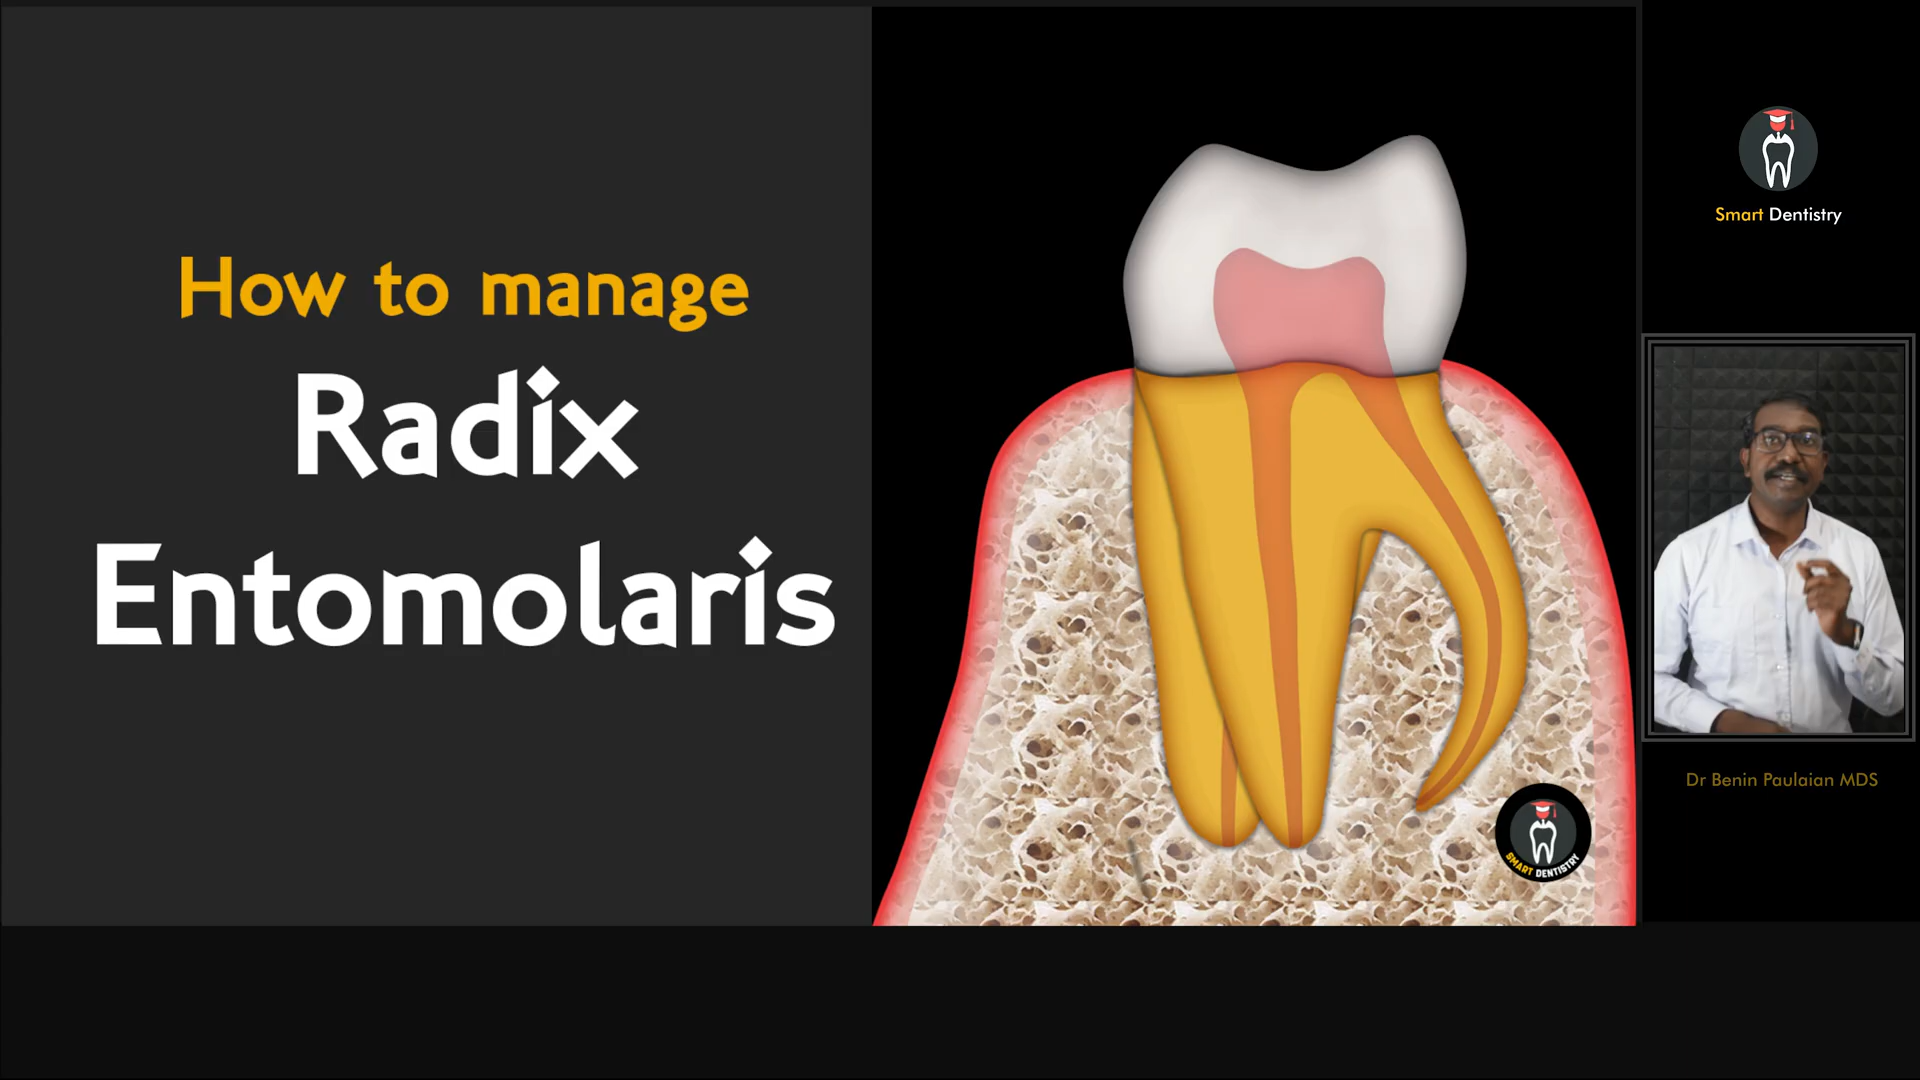 How to manage
Radix
Entomolaris
Smart Dentistry
Dr Benin Paulaian MDS
SMART DENTISTRY